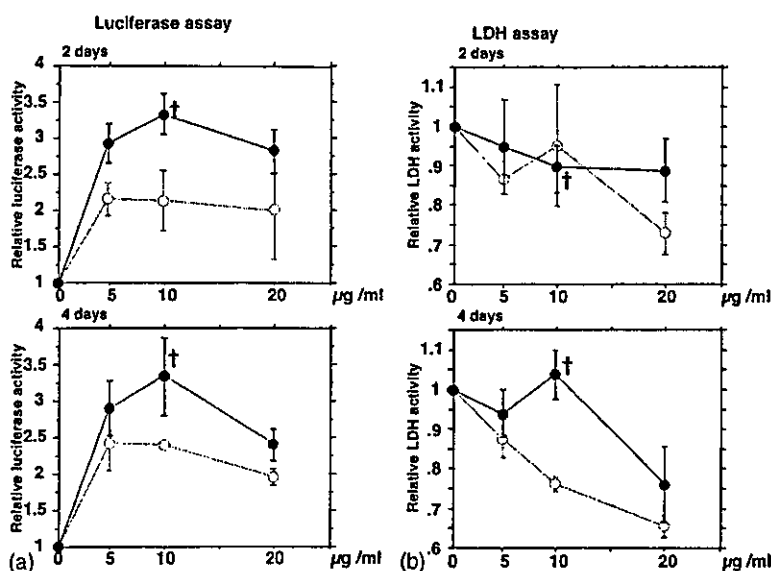 Luciferase assay
2 days
Relative luciferase activity
4
3.5
3
2.5
2
1.5
1
†
0 5 10 20 µg /ml
4 days
Relative luciferase activity
4
3.5
3
2.5
2
1.5
1
†
0 5 10 20 µg /ml
(a)
LDH assay
2 days
Relative LDH activity
1.1
1
.9
.8
.7
.6
†
0 5 10 20 µg/ml
4 days
Relative LDH activity
1.1
1
.9
.8
.7
.6
†
0 5 10 20 µg/ml
(b)